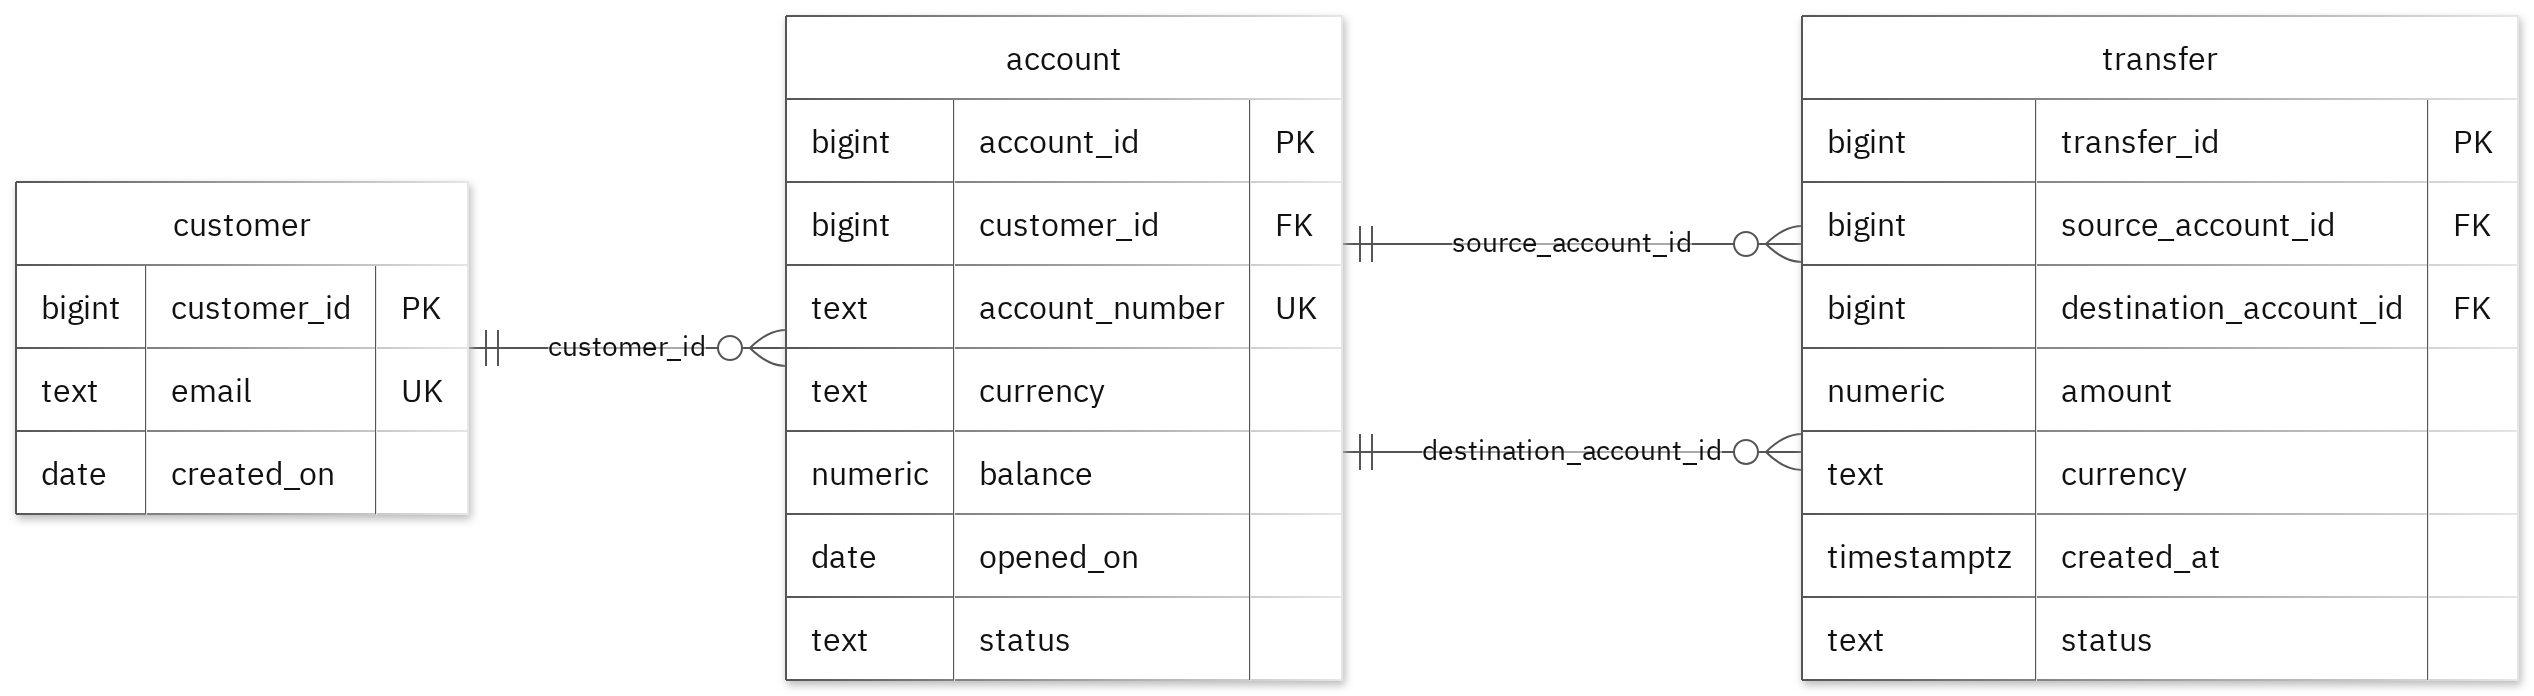 customer
bigint customer_id PK
text email UK
date created_on
customer_id
account
bigint account_id PK
bigint customer_id FK
text account_number UK
text currency
numeric balance
date opened_on
text status
source_account_id
destination_account_id
transfer
bigint transfer_id PK
bigint source_account_id FK
bigint destination_account_id FK
numeric amount
text currency
timestamptz created_at
text status